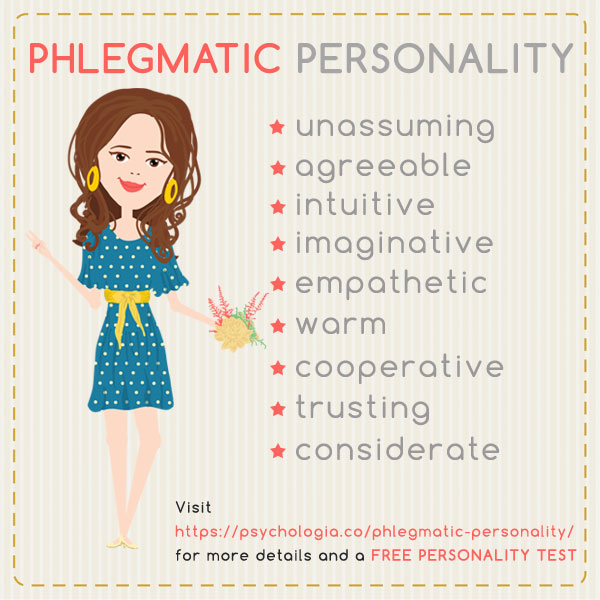 PHLEGMATIC PERSONALITY
unassuming
agreeable
intuitive
imaginative
empathetic
warm
cooperative
trusting
considerate
Visit
https://psychologia.co/phlegmatic-personality/
for more details and a FREE PERSONALITY TEST